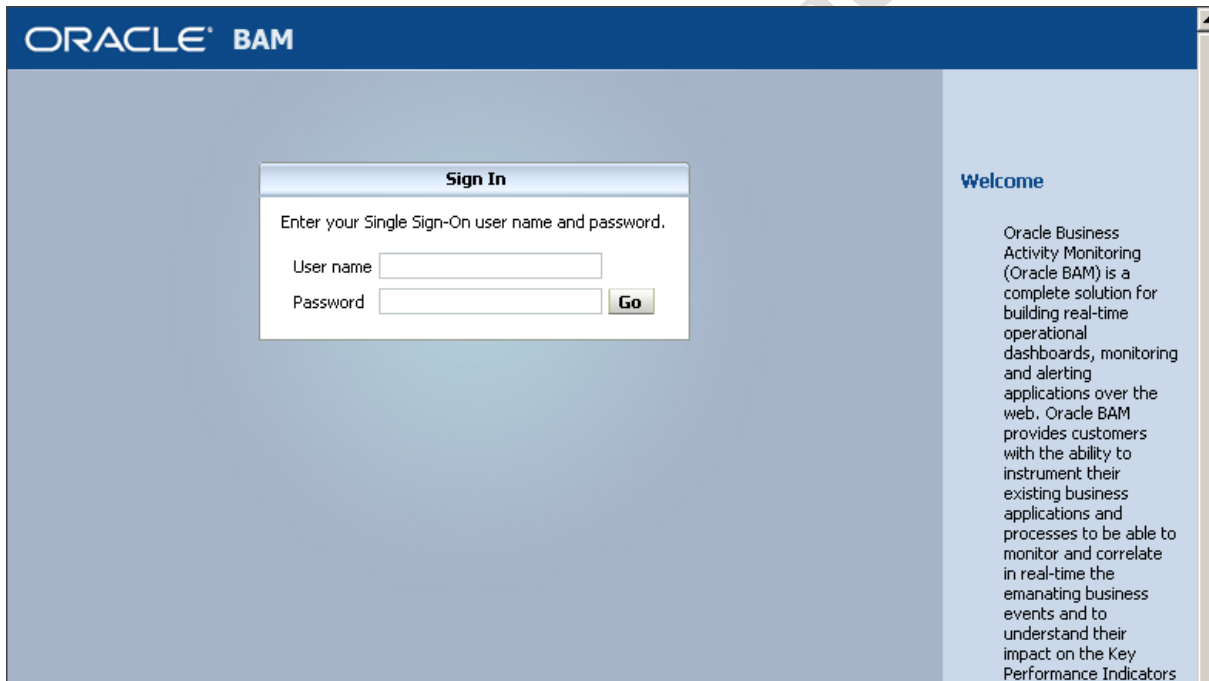 ORACLE BAM
Sign In
Enter your Single Sign-On user name and password.
User name
Password
Go
Welcome
Oracle Business
Activity Monitoring
(Oracle BAM) is a
complete solution for
building real-time
operational
dashboards, monitoring
and alerting
applications over the
web. Oracle BAM
provides customers
with the ability to
instrument their
existing business
applications and
processes to be able to
monitor and correlate
in real-time the
emanating business
events and to
understand their
impact on the Key
Performance Indicators